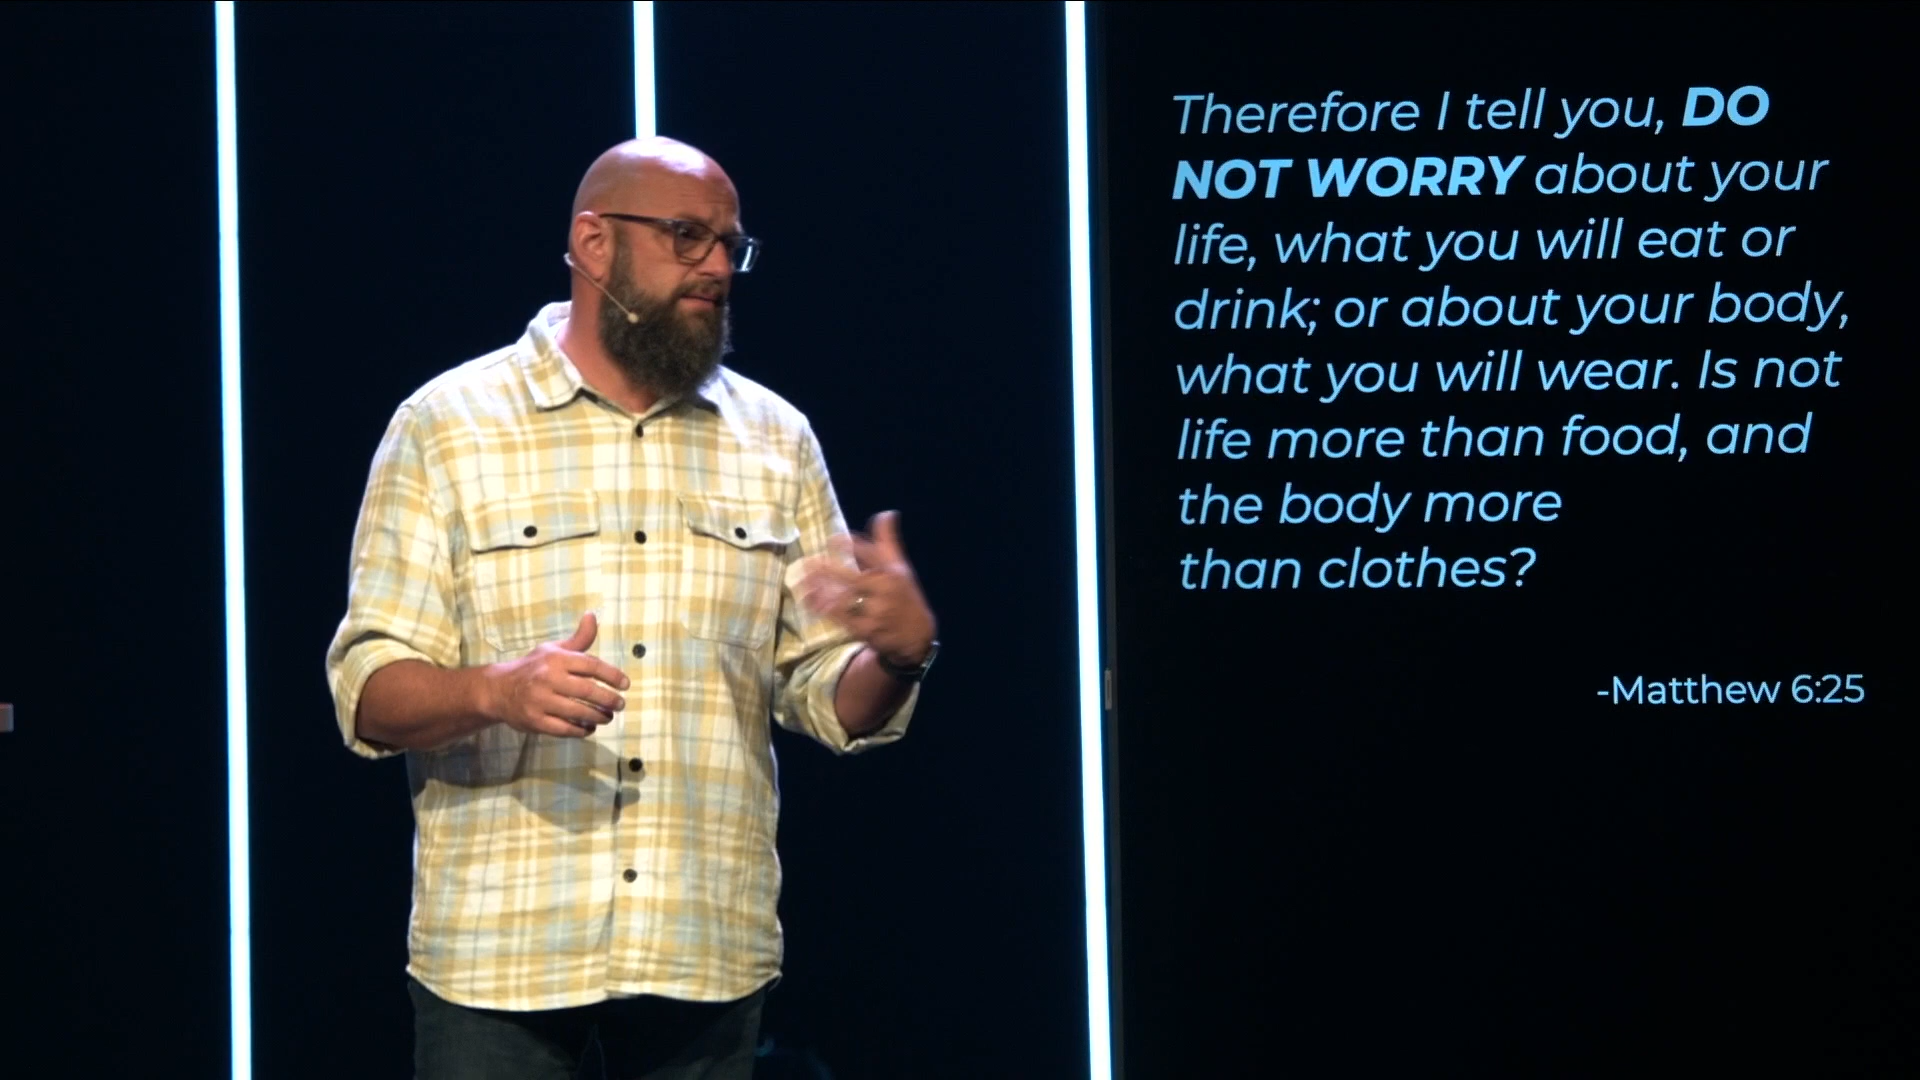 Therefore I tell you, DO
NOT WORRY about your
life, what you will eat or
drink; or about your body,
what you will wear. Is not
life more than food, and
the body more
than clothes?
-Matthew 6:25